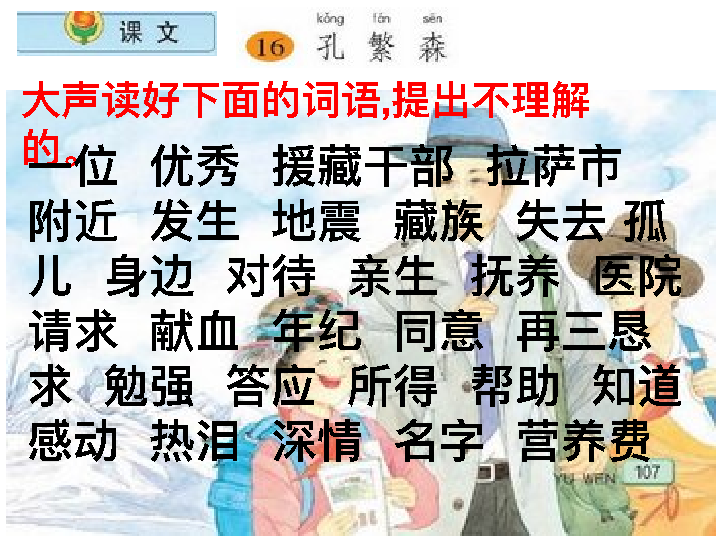 课 文
kǒng fán sēn
16 孔 繁 森
大声读好下面的词语,提出不理解
的。
一位 优秀 援藏干部 拉萨市
附近 发生 地震 藏族 失去 孤
儿 身边 对待 亲生 抚养 医院
请求 献血 年纪 同意 再三恳
求 勉强 答应 所得 帮助 知道
感动 热泪 深情 名字 营养费
YU WEN 107